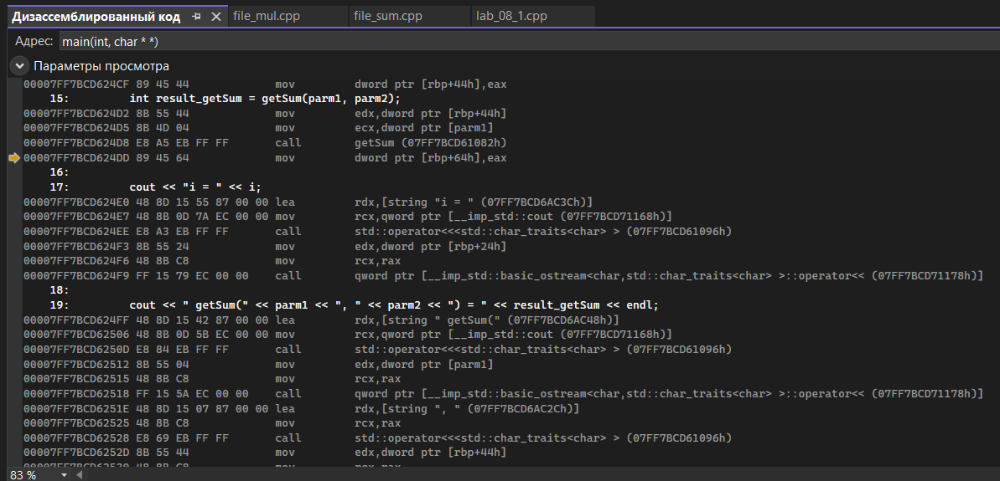 Дизассемблированный код file_mul.cpp file_sum.cpp lab_08_1.cpp
Адрес: main(int, char * *)
Параметры просмотра
00007FF7BCD624CF 89 45 44 mov dword ptr [rbp+44h],eax
15: int result_getSum = getSum(parm1, parm2);
00007FF7BCD624D2 8B 55 44 mov edx,dword ptr [rbp+44h]
00007FF7BCD624D5 8B 4D 04 mov ecx,dword ptr [parm1]
00007FF7BCD624D8 E8 A5 EB FF FF call getSum (07FF7BCD61082h)
00007FF7BCD624DD 89 45 64 mov dword ptr [rbp+64h],eax
16:
17: cout << "i = " << i;
00007FF7BCD624E0 48 8D 15 55 87 00 00 lea rdx,[string "i = " (07FF7BCD6AC3Ch)]
00007FF7BCD624E7 48 8B 0D 7A EC 00 00 mov rcx,qword ptr [__imp_std::cout (07FF7BCD71168h)]
00007FF7BCD624EE E8 A3 EB FF FF call std::operator<<<std::char_traits<char> > (07FF7BCD61096h)
00007FF7BCD624F3 8B 55 24 mov edx,dword ptr [rbp+24h]
00007FF7BCD624F6 48 8B C8 mov rcx,rax
00007FF7BCD624F9 FF 15 79 EC 00 00 call qword ptr [__imp_std::basic_ostream<char,std::char_traits<char> >::operator<< (07FF7BCD71178h)]
18:
19: cout << " getSum(" << parm1 << ", " << parm2 << ") = " << result_getSum << endl;
00007FF7BCD624FF 48 8D 15 42 87 00 00 lea rdx,[string " getSum(" (07FF7BCD6AC48h)]
00007FF7BCD62506 48 8B 0D 5B EC 00 00 mov rcx,qword ptr [__imp_std::cout (07FF7BCD71168h)]
00007FF7BCD6250D E8 84 EB FF FF call std::operator<<<std::char_traits<char> > (07FF7BCD61096h)
00007FF7BCD62512 8B 55 04 mov edx,dword ptr [parm1]
00007FF7BCD62515 48 8B C8 mov rcx,rax
00007FF7BCD62518 FF 15 5A EC 00 00 call qword ptr [__imp_std::basic_ostream<char,std::char_traits<char> >::operator<< (07FF7BCD71178h)]
00007FF7BCD6251E 48 8D 15 07 87 00 00 lea rdx,[string ", " (07FF7BCD6AC2Ch)]
00007FF7BCD62525 48 8B C8 mov rcx,rax
00007FF7BCD62528 E8 69 EB FF FF call std::operator<<<std::char_traits<char> > (07FF7BCD61096h)
00007FF7BCD6252D 8B 55 44 mov edx,dword ptr [rbp+44h]
00007FF7BCD62530 48 8B C8 mov rcx,rax
83 %